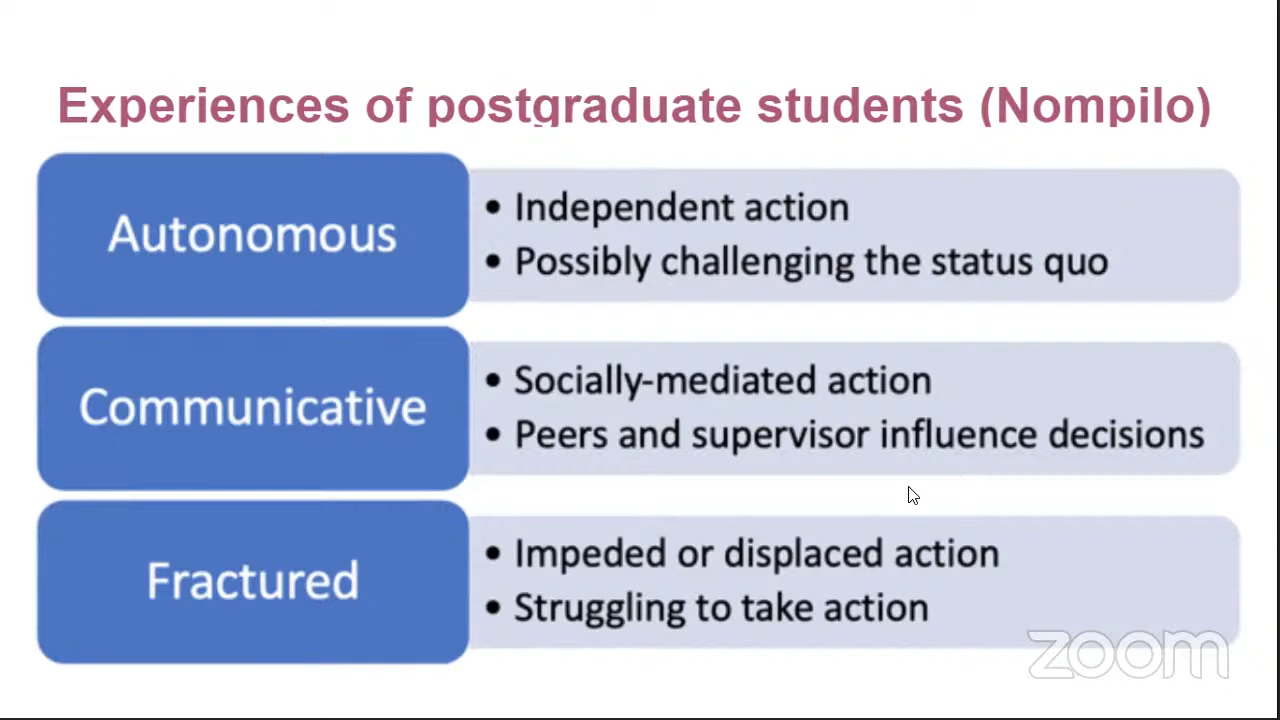 Experiences of postgraduate students (Nompilo)
Autonomous
• Independent action
• Possibly challenging the status quo
Communicative
• Socially-mediated action
• Peers and supervisor influence decisions
Fractured
• Impeded or displaced action
• Struggling to take action
zoom